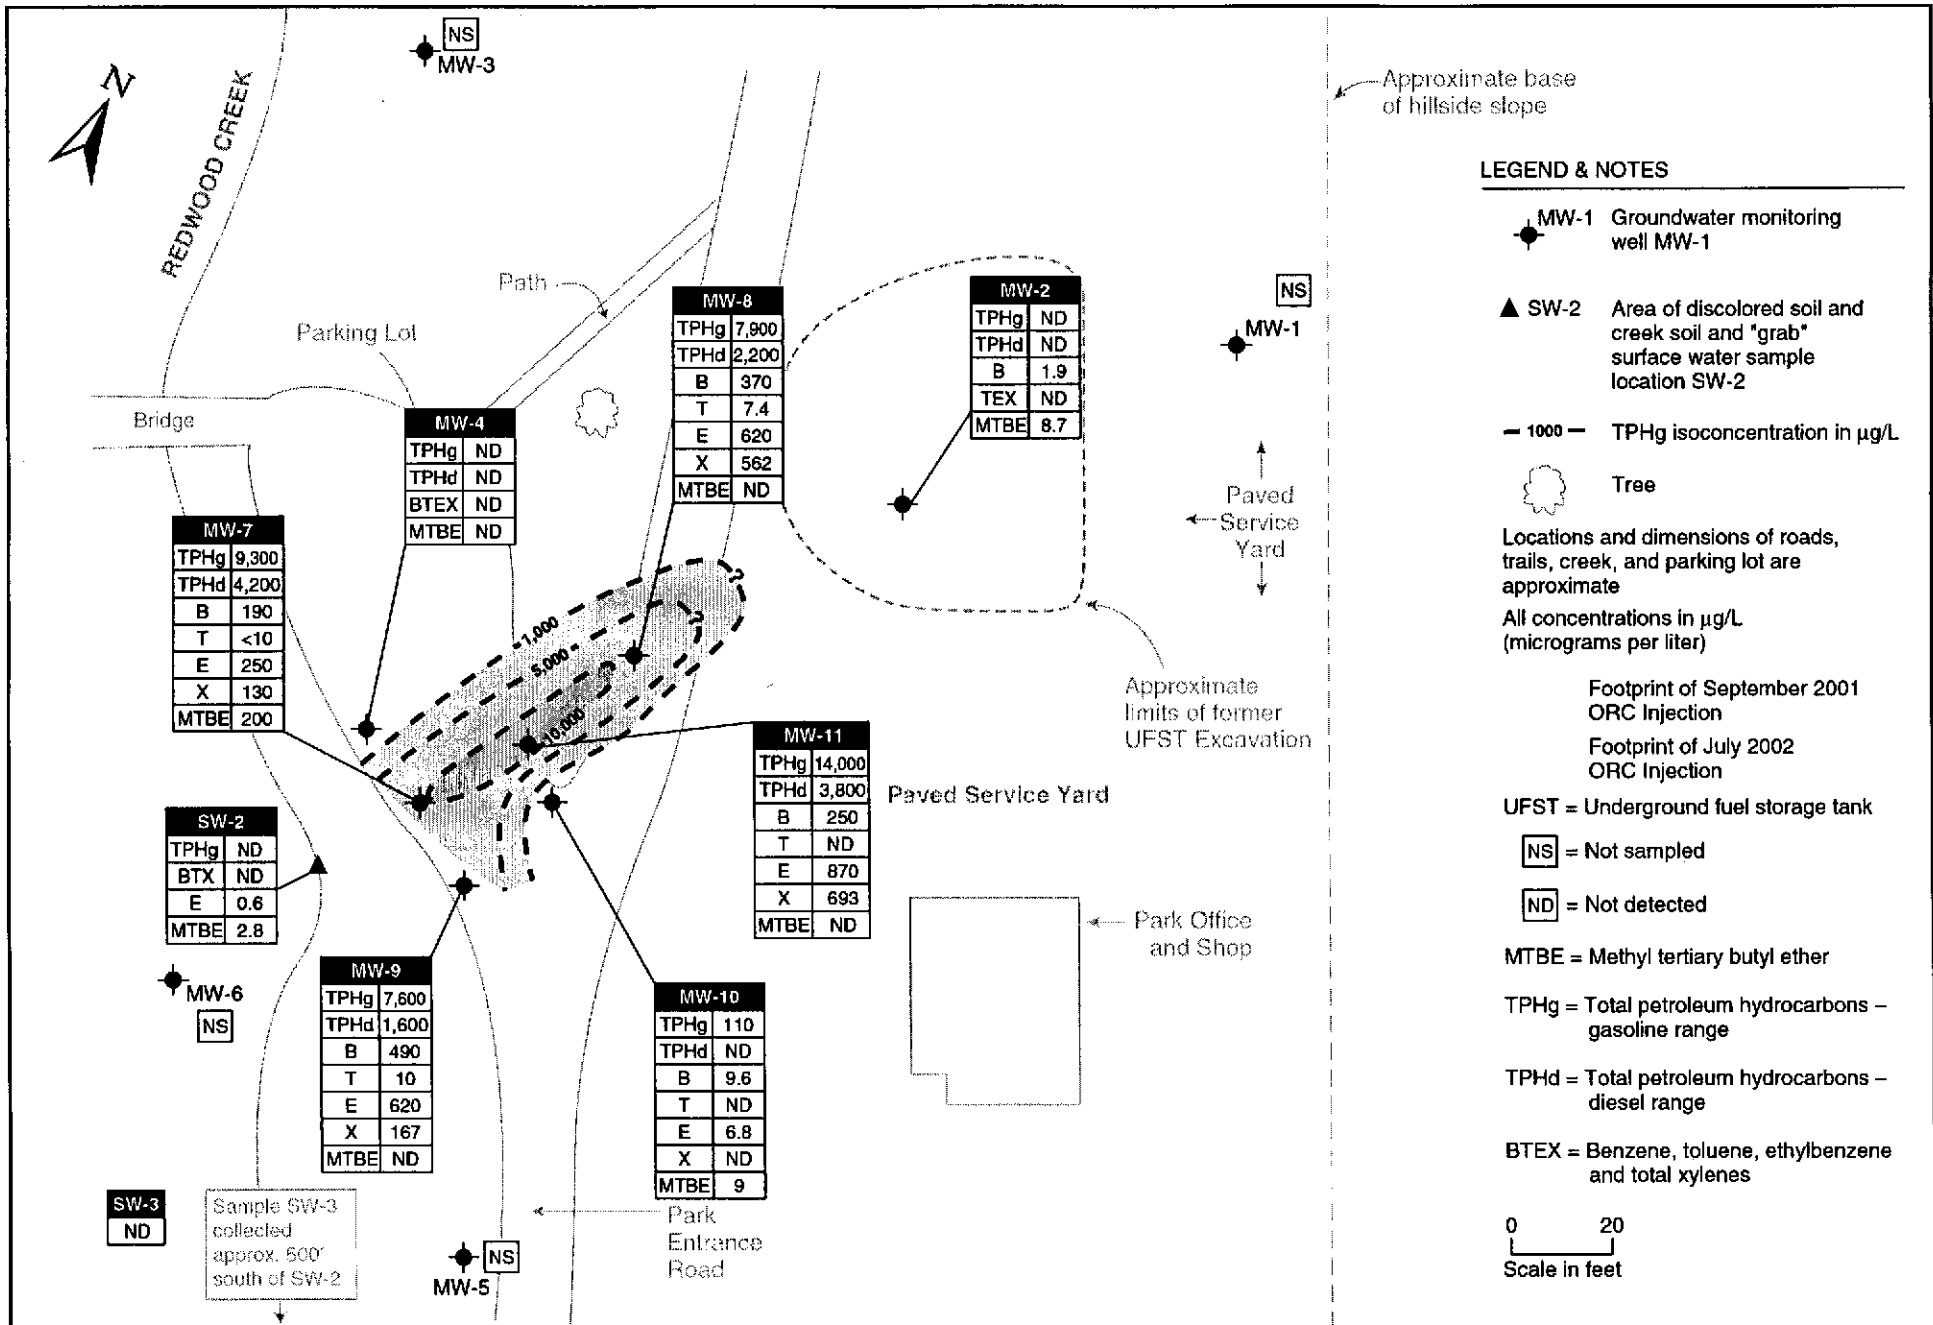 N
REDWOOD CREEK
NS
MW-3
Approximate base
of hillside slope
Path
Parking Lot
Bridge
MW-8
TPHg 7,900
TPHd 2,200
B 370
T 7.4
E 620
X 562
MTBE ND
MW-2
TPHg ND
TPHd ND
B 1.9
TEX ND
MTBE 8.7
NS
MW-1
MW-4
TPHg ND
TPHd ND
BTEX ND
MTBE ND
Paved
Service
Yard
MW-7
TPHg 9,300
TPHd 4,200
B 190
T <10
E 250
X 130
MTBE 200
1,000
5,000
10,000
?
?
?
Approximate
limits of former
UFST Excavation
MW-11
TPHg 14,000
TPHd 3,800
B 250
T ND
E 870
X 693
MTBE ND
Paved Service Yard
SW-2
TPHg ND
BTX ND
E 0.6
MTBE 2.8
Park Office
and Shop
MW-6
NS
MW-9
TPHg 7,600
TPHd 1,600
B 490
T 10
E 620
X 167
MTBE ND
MW-10
TPHg 110
TPHd ND
B 9.6
T ND
E 6.8
X ND
MTBE 9
SW-3
ND
Sample SW-3
collected
approx. 500'
south of SW-2
MW-5
NS
Park
Entrance
Road
LEGEND & NOTES
MW-1 Groundwater monitoring
well MW-1
SW-2 Area of discolored soil and
creek soil and "grab"
surface water sample
location SW-2
1000 TPHg isoconcentration in µg/L
Tree
Locations and dimensions of roads,
trails, creek, and parking lot are
approximate
All concentrations in µg/L
(micrograms per liter)
Footprint of September 2001
ORC Injection
Footprint of July 2002
ORC Injection
UFST = Underground fuel storage tank
NS = Not sampled
ND = Not detected
MTBE = Methyl tertiary butyl ether
TPHg = Total petroleum hydrocarbons –
gasoline range
TPHd = Total petroleum hydrocarbons –
diesel range
BTEX = Benzene, toluene, ethylbenzene
and total xylenes
0 20
Scale in feet